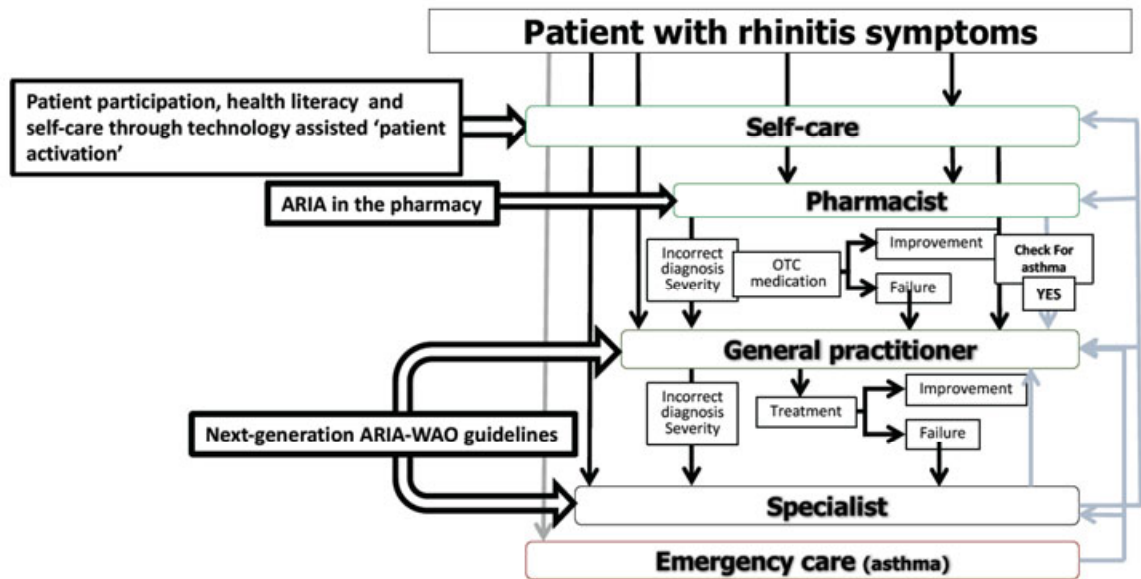 Patient with rhinitis symptoms
Patient participation, health literacy and
self-care through technology assisted ‘patient
activation’
Self-care
ARIA in the pharmacy
Pharmacist
Incorrect
diagnosis
Severity
OTC
medication
Improvement
Failure
Check For
asthma
YES
General practitioner
Incorrect
diagnosis
Severity
Treatment
Improvement
Failure
Next-generation ARIA-WAO guidelines
Specialist
Emergency care (asthma)